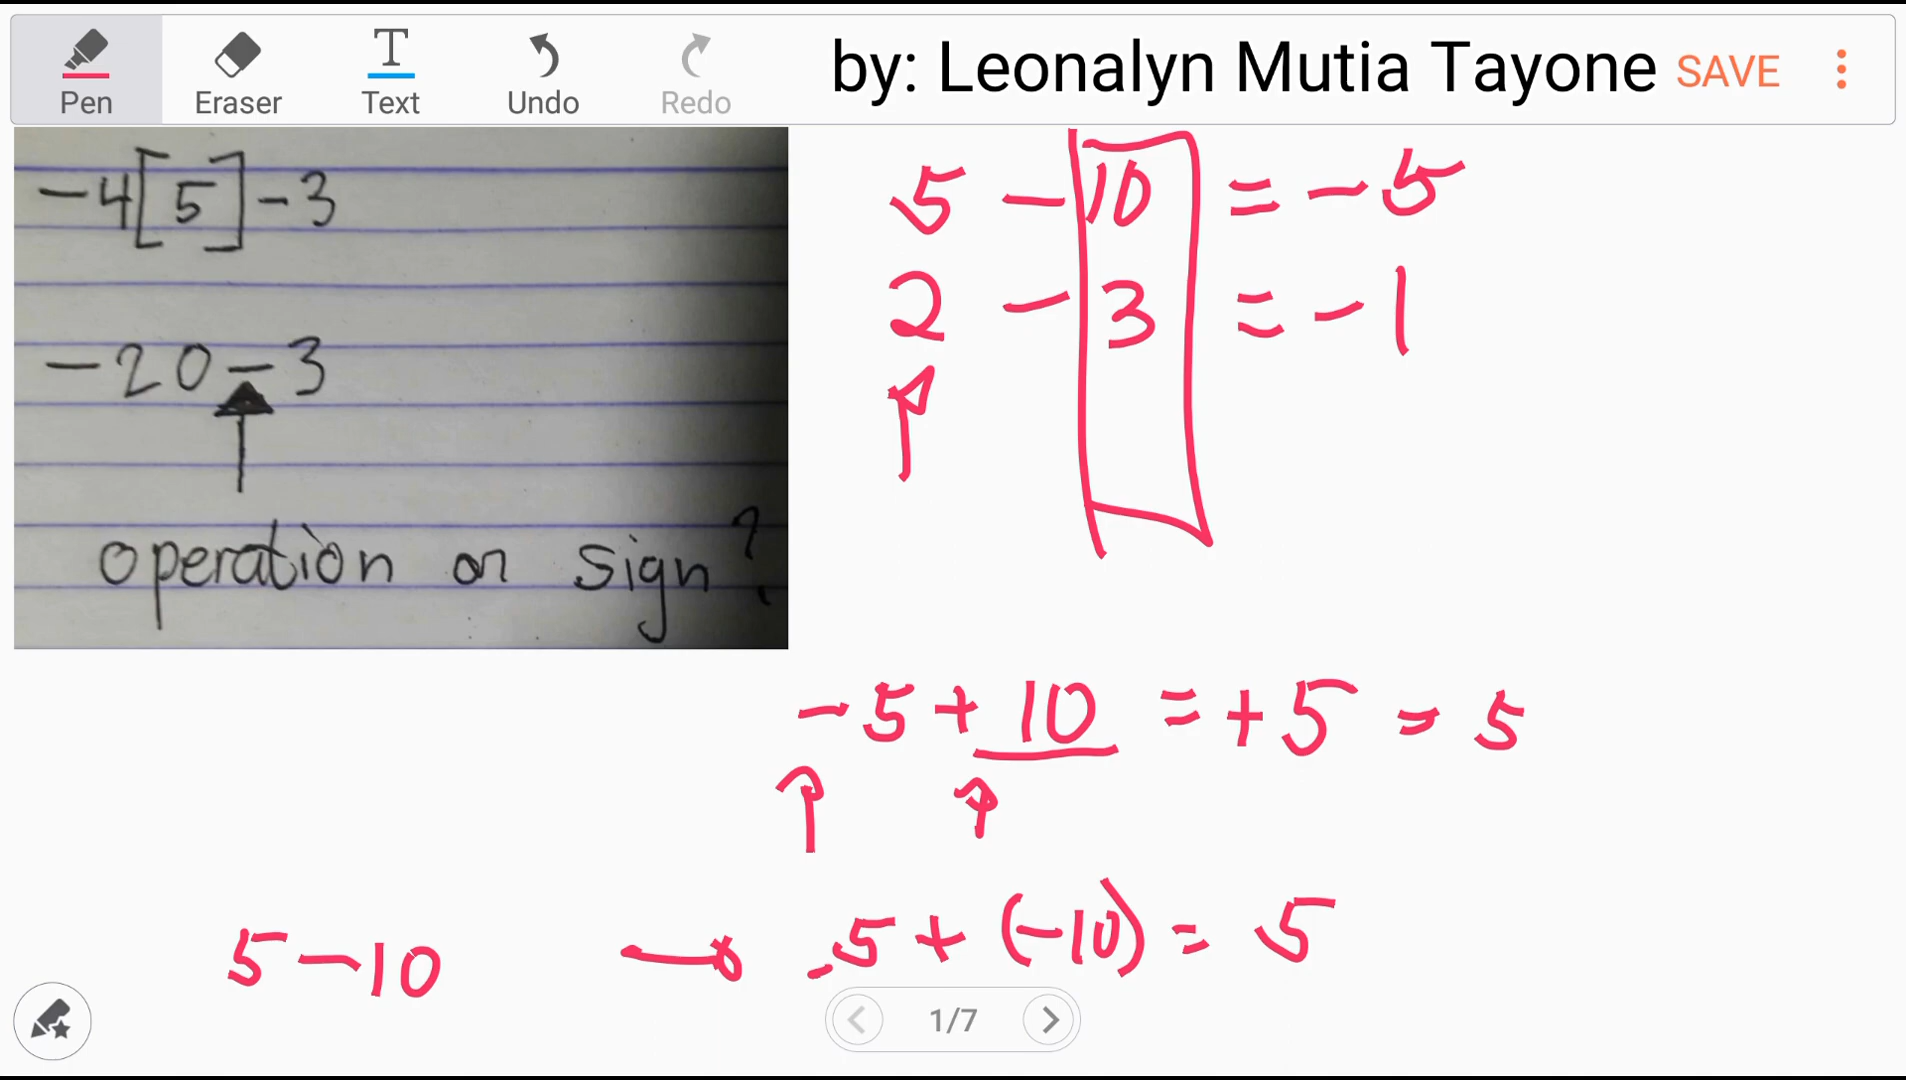 Pen Eraser Text Undo Redo by: Leonalyn Mutia Tayone SAVE
-4[5]-3
-20-3
operation or sign?
5 - 10 = -5
2 - 3 = -1
-5 + 10 = +5 = 5
5-10 → .5 + (-10) = 5
1/7